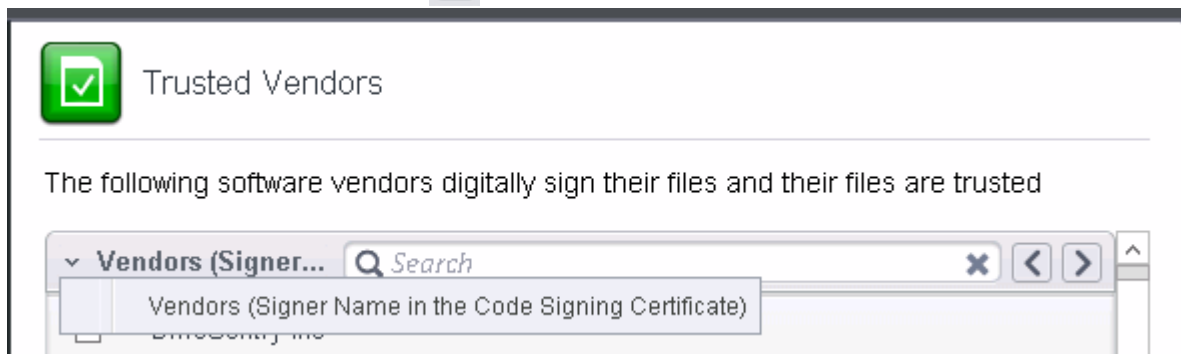 Trusted Vendors
The following software vendors digitally sign their files and their files are trusted
Vendors (Signer... Search
Vendors (Signer Name in the Code Signing Certificate)